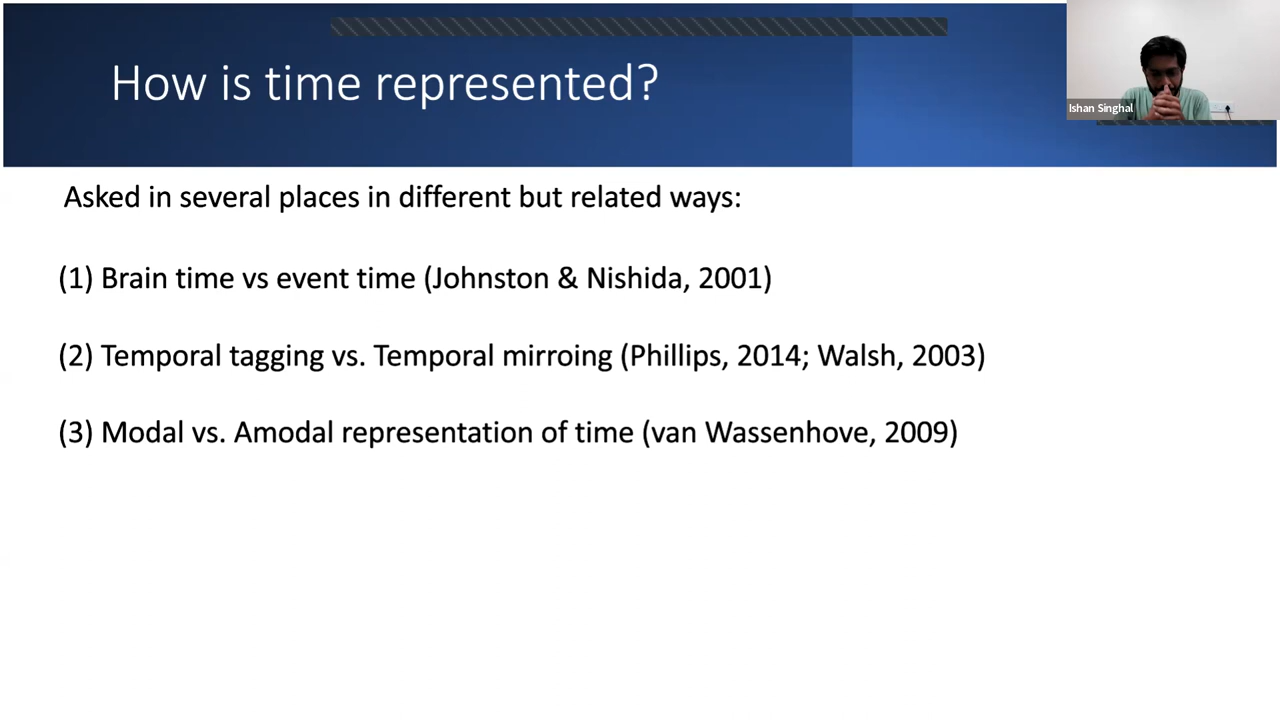 How is time represented?
Ishan Singhal
Asked in several places in different but related ways:
(1) Brain time vs event time (Johnston & Nishida, 2001)
(2) Temporal tagging vs. Temporal mirroing (Phillips, 2014; Walsh, 2003)
(3) Modal vs. Amodal representation of time (van Wassenhove, 2009)